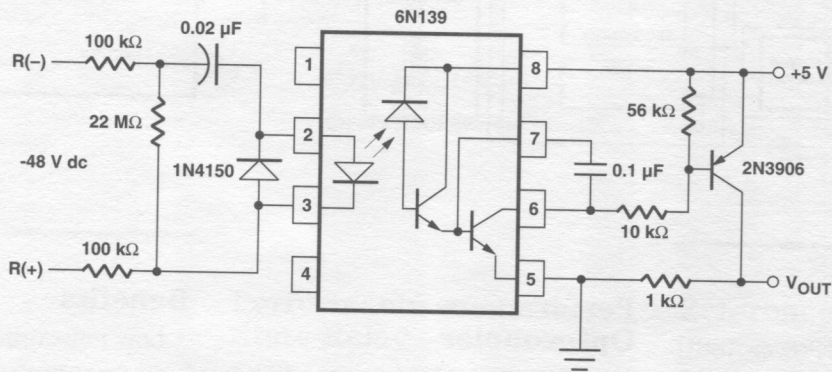 6N139
0.02 µF
100 kΩ
R(–)
1
8
+5 V
22 MΩ
56 kΩ
2
7
-48 V dc
1N4150
0.1 µF
2N3906
3
6
10 kΩ
100 kΩ
R(+)
4
5
1 kΩ
VOUT